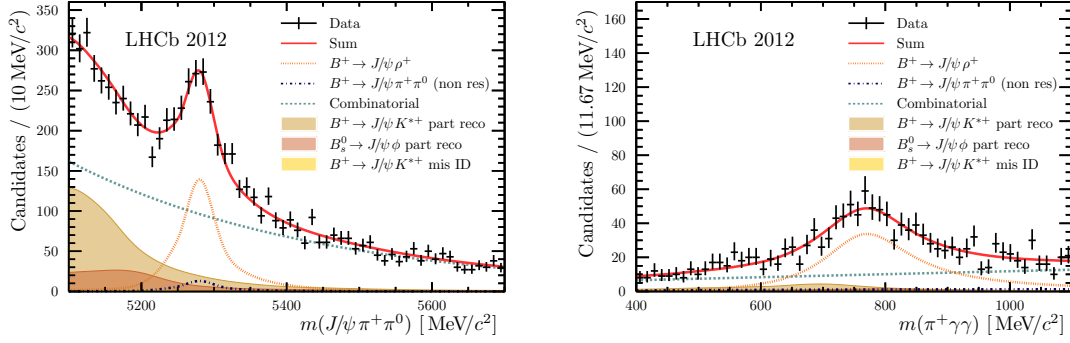 Candidates / (10 MeV/c²)
350
300
250
200
150
100
50
0
LHCb 2012
Data
Sum
B⁺ → J/ψ ρ⁺
B⁺ → J/ψ π⁺π⁰ (non res)
Combinatorial
B⁺ → J/ψ K*⁺ part reco
B⁰ₛ → J/ψ ϕ part reco
B⁺ → J/ψ K*⁺ mis ID
5200
5400
5600
m(J/ψ π⁺π⁰) [MeV/c²]
Candidates / (11.67 MeV/c²)
160
140
120
100
80
60
40
20
0
LHCb 2012
Data
Sum
B⁺ → J/ψ ρ⁺
B⁺ → J/ψ π⁺π⁰ (non res)
Combinatorial
B⁺ → J/ψ K*⁺ part reco
B⁰ₛ → J/ψ ϕ part reco
B⁺ → J/ψ K*⁺ mis ID
400
600
800
1000
m(π⁺γγ) [MeV/c²]